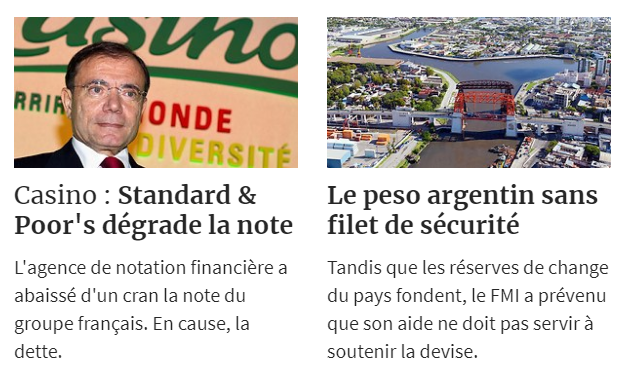 asino
RRIR
MONDE
DIVERSITÉ
Casino : Standard &
Poor's dégrade la note
L'agence de notation financière a
abaissé d'un cran la note du
groupe français. En cause, la
dette.
Le peso argentin sans
filet de sécurité
Tandis que les réserves de change
du pays fondent, le FMI a prévenu
que son aide ne doit pas servir à
soutenir la devise.